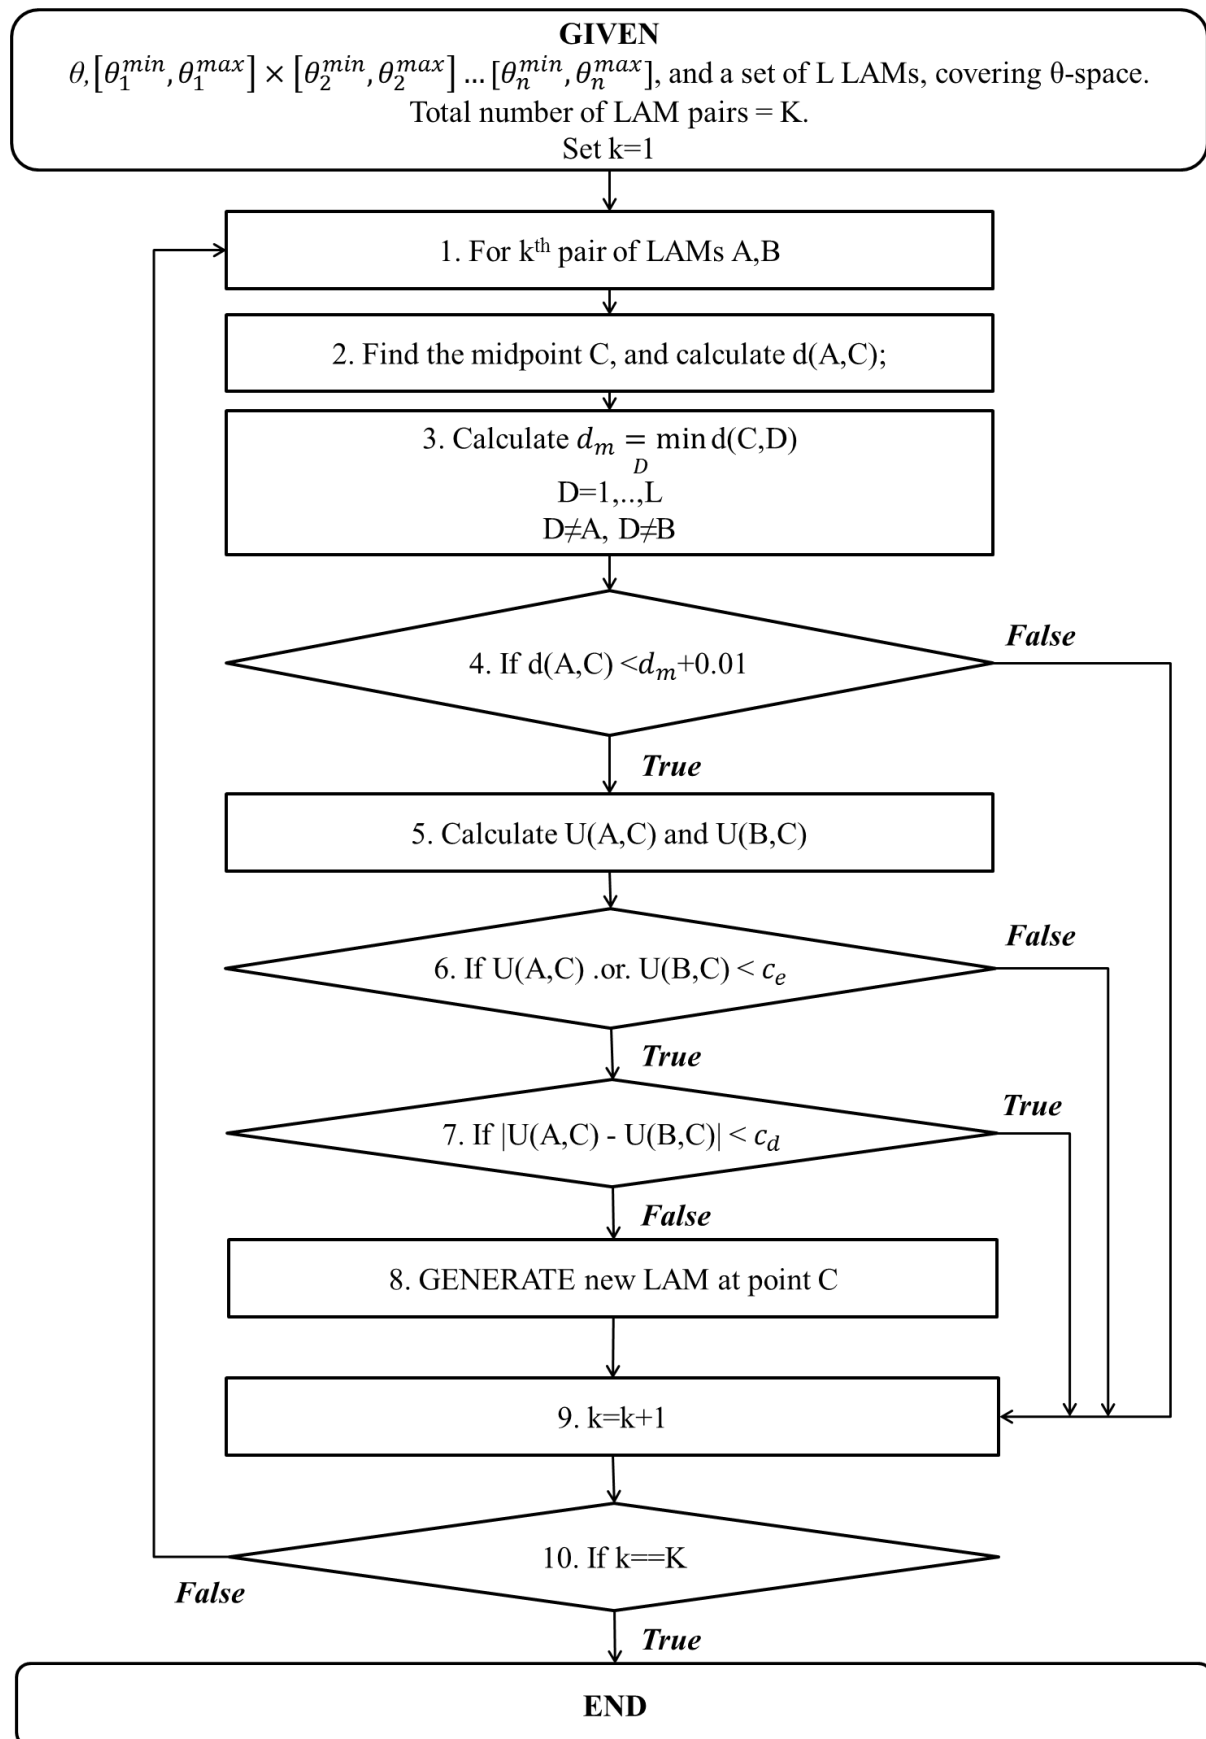 GIVEN
θ, [θ₁ᵐⁱⁿ, θ₁ᵐᵃˣ] × [θ₂ᵐⁱⁿ, θ₂ᵐᵃˣ] … [θₙᵐⁱⁿ, θₙᵐᵃˣ], and a set of L LAMs, covering θ-space.
Total number of LAM pairs = K.
Set k=1
1. For kᵗʰ pair of LAMs A,B
2. Find the midpoint C, and calculate d(A,C);
3. Calculate dₘ = min d(C,D)
D
D=1,..,L
D≠A, D≠B
False
4. If d(A,C) <dₘ+0.01
True
5. Calculate U(A,C) and U(B,C)
False
6. If U(A,C) .or. U(B,C) < cₑ
True
True
7. If |U(A,C) - U(B,C)| < c_d
False
8. GENERATE new LAM at point C
9. k=k+1
10. If k==K
False
True
END